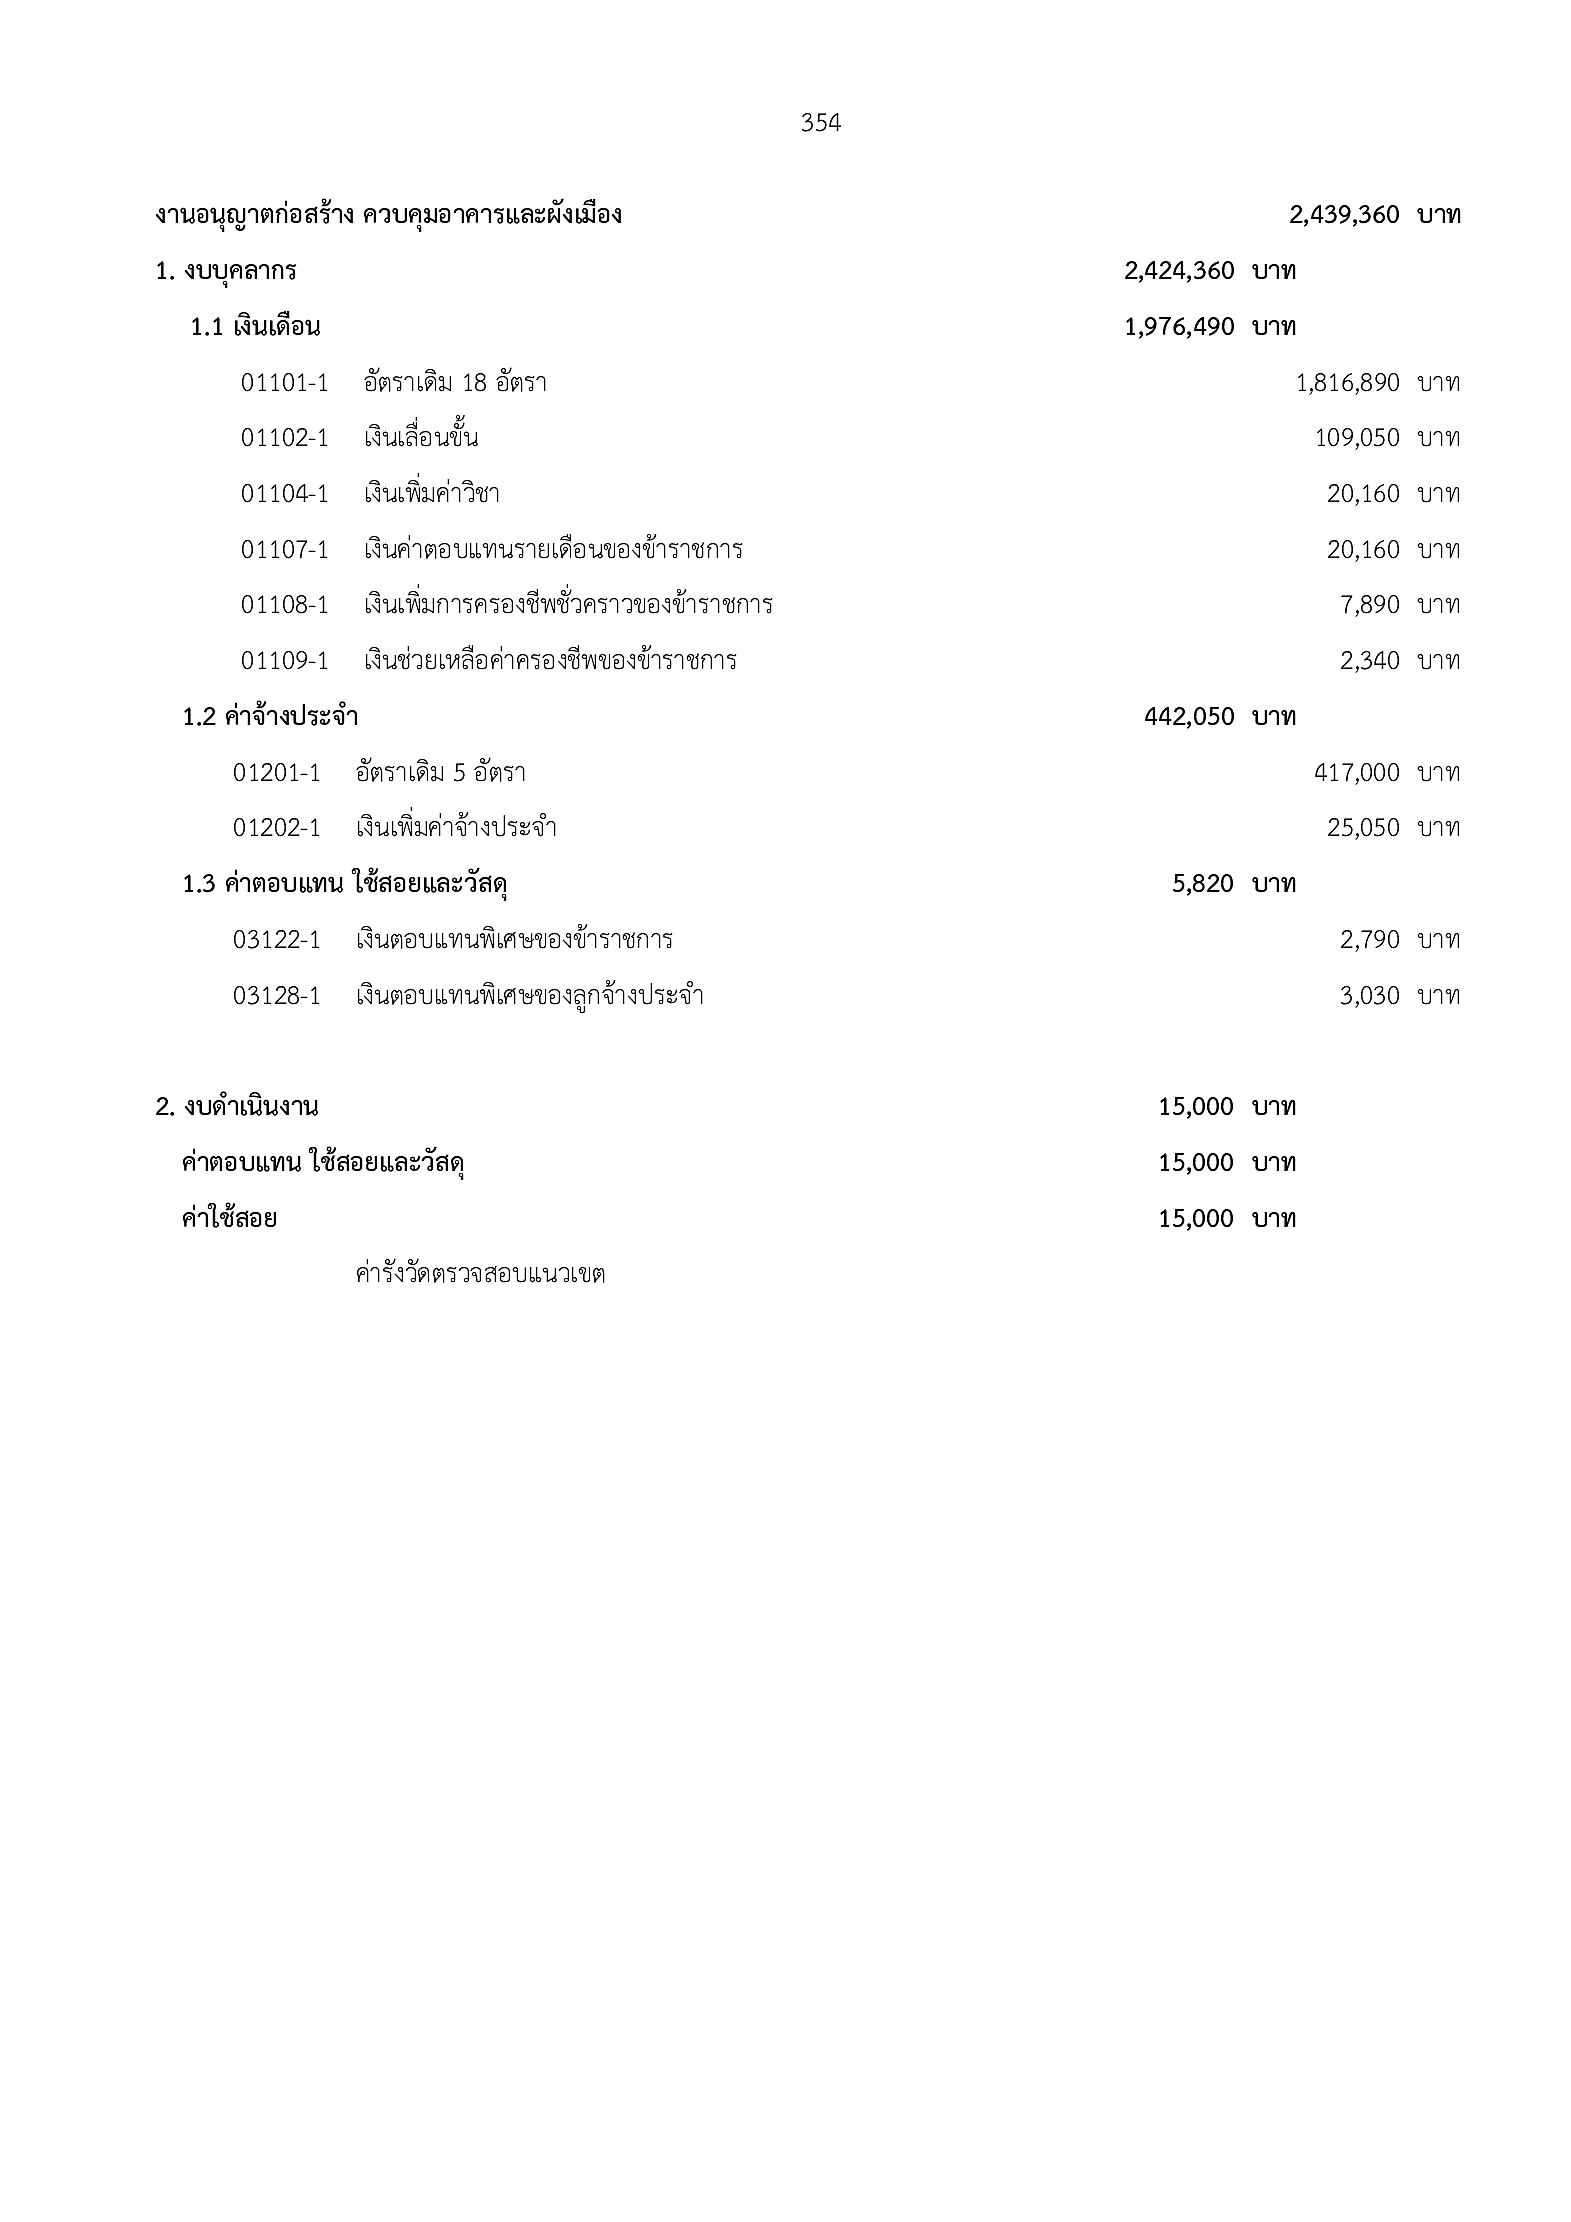 354
งานอนุญาตก่อสร้าง ควบคุมอาคารและผังเมือง 2,439,360 บาท
1. งบบุคลากร 2,424,360 บาท
1.1 เงินเดือน 1,976,490 บาท
01101-1 อัตราเดิม 18 อัตรา 1,816,890 บาท
01102-1 เงินเลื่อนขั้น 109,050 บาท
01104-1 เงินเพิ่มค่าวิชา 20,160 บาท
01107-1 เงินค่าตอบแทนรายเดือนของข้าราชการ 20,160 บาท
01108-1 เงินเพิ่มการครองชีพชั่วคราวของข้าราชการ 7,890 บาท
01109-1 เงินช่วยเหลือค่าครองชีพของข้าราชการ 2,340 บาท
1.2 ค่าจ้างประจำ 442,050 บาท
01201-1 อัตราเดิม 5 อัตรา 417,000 บาท
01202-1 เงินเพิ่มค่าจ้างประจำ 25,050 บาท
1.3 ค่าตอบแทน ใช้สอยและวัสดุ 5,820 บาท
03122-1 เงินตอบแทนพิเศษของข้าราชการ 2,790 บาท
03128-1 เงินตอบแทนพิเศษของลูกจ้างประจำ 3,030 บาท
2. งบดำเนินงาน 15,000 บาท
ค่าตอบแทน ใช้สอยและวัสดุ 15,000 บาท
ค่าใช้สอย 15,000 บาท
ค่ารังวัดตรวจสอบแนวเขต